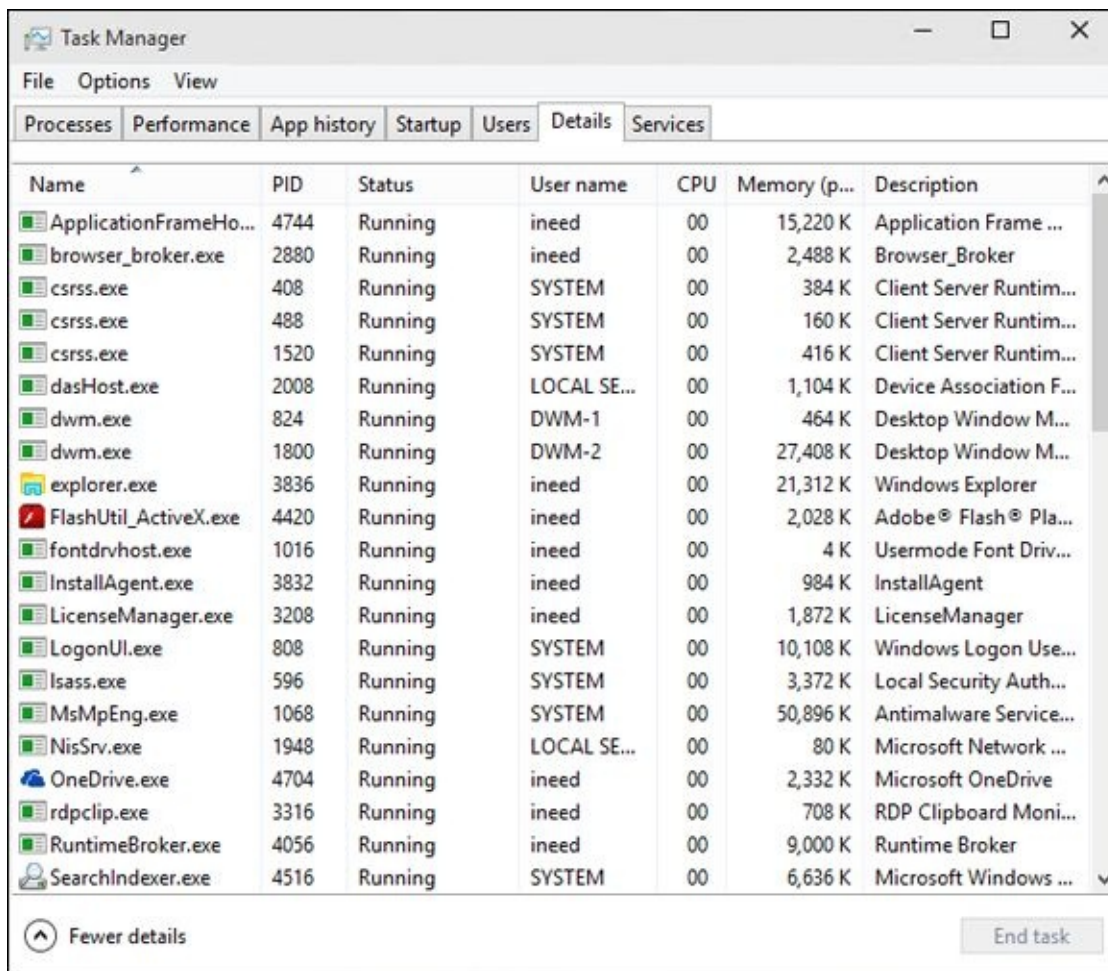 Task Manager
File Options View
Processes Performance App history Startup Users Details Services
Name PID Status User name CPU Memory (p... Description
ApplicationFrameHo... 4744 Running ineed 00 15,220 K Application Frame ...
browser_broker.exe 2880 Running ineed 00 2,488 K Browser_Broker
csrss.exe 408 Running SYSTEM 00 384 K Client Server Runtim...
csrss.exe 488 Running SYSTEM 00 160 K Client Server Runtim...
csrss.exe 1520 Running SYSTEM 00 416 K Client Server Runtim...
dasHost.exe 2008 Running LOCAL SE... 00 1,104 K Device Association F...
dwm.exe 824 Running DWM-1 00 464 K Desktop Window M...
dwm.exe 1800 Running DWM-2 00 27,408 K Desktop Window M...
explorer.exe 3836 Running ineed 00 21,312 K Windows Explorer
FlashUtil_ActiveX.exe 4420 Running ineed 00 2,028 K Adobe® Flash® Pla...
fontdrvhost.exe 1016 Running ineed 00 4 K Usermode Font Driv...
InstallAgent.exe 3832 Running ineed 00 984 K InstallAgent
LicenseManager.exe 3208 Running ineed 00 1,872 K LicenseManager
LogonUI.exe 808 Running SYSTEM 00 10,108 K Windows Logon Use...
lsass.exe 596 Running SYSTEM 00 3,372 K Local Security Auth...
MsMpEng.exe 1068 Running SYSTEM 00 50,896 K Antimalware Service...
NisSrv.exe 1948 Running LOCAL SE... 00 80 K Microsoft Network ...
OneDrive.exe 4704 Running ineed 00 2,332 K Microsoft OneDrive
rdpclip.exe 3316 Running ineed 00 708 K RDP Clipboard Moni...
RuntimeBroker.exe 4056 Running ineed 00 9,000 K Runtime Broker
SearchIndexer.exe 4516 Running SYSTEM 00 6,636 K Microsoft Windows ...
Fewer details End task